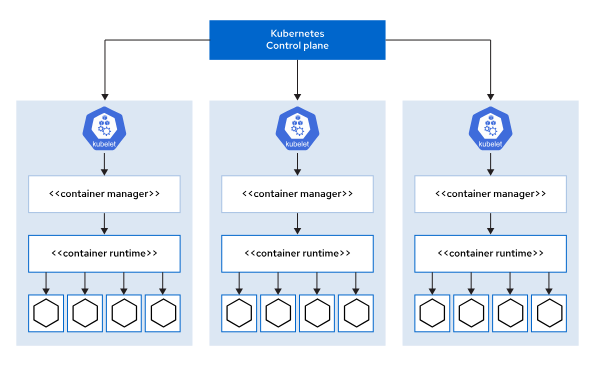 Kubernetes
Control plane
kubelet
kubelet
kubelet
<<container manager>>
<<container manager>>
<<container manager>>
<<container runtime>>
<<container runtime>>
<<container runtime>>